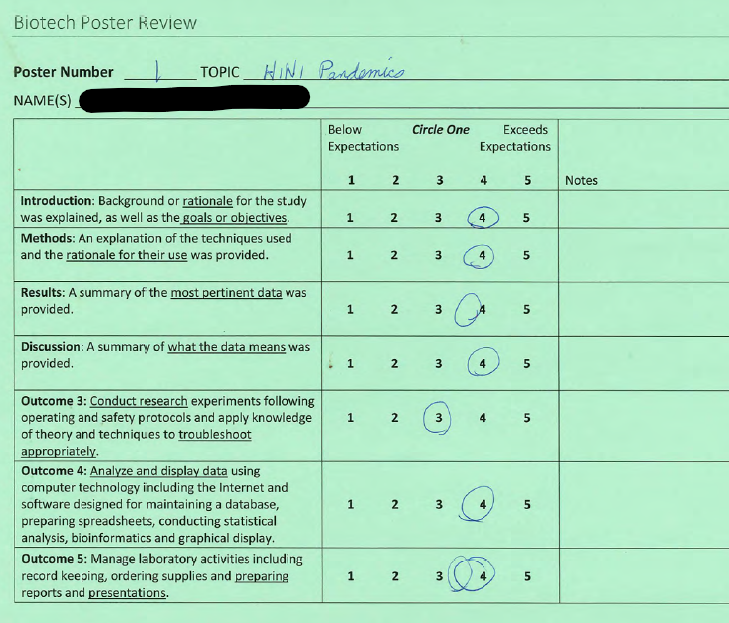 Biotech Poster Review
Poster Number 1 TOPIC H1N1 Pandemics
NAME(S)
Below Circle One Exceeds
Expectations Expectations
1 2 3 4 5 Notes
Introduction: Background or rationale for the study
was explained, as well as the goals or objectives.
1 2 3 4 5
Methods: An explanation of the techniques used
and the rationale for their use was provided.
1 2 3 4 5
Results: A summary of the most pertinent data was
provided.
1 2 3 4 5
Discussion: A summary of what the data means was
provided.
1 2 3 4 5
Outcome 3: Conduct research experiments following
operating and safety protocols and apply knowledge
of theory and techniques to troubleshoot
appropriately.
1 2 3 4 5
Outcome 4: Analyze and display data using
computer technology including the Internet and
software designed for maintaining a database,
preparing spreadsheets, conducting statistical
analysis, bioinformatics and graphical display.
1 2 3 4 5
Outcome 5: Manage laboratory activities including
record keeping, ordering supplies and preparing
reports and presentations.
1 2 3 4 5